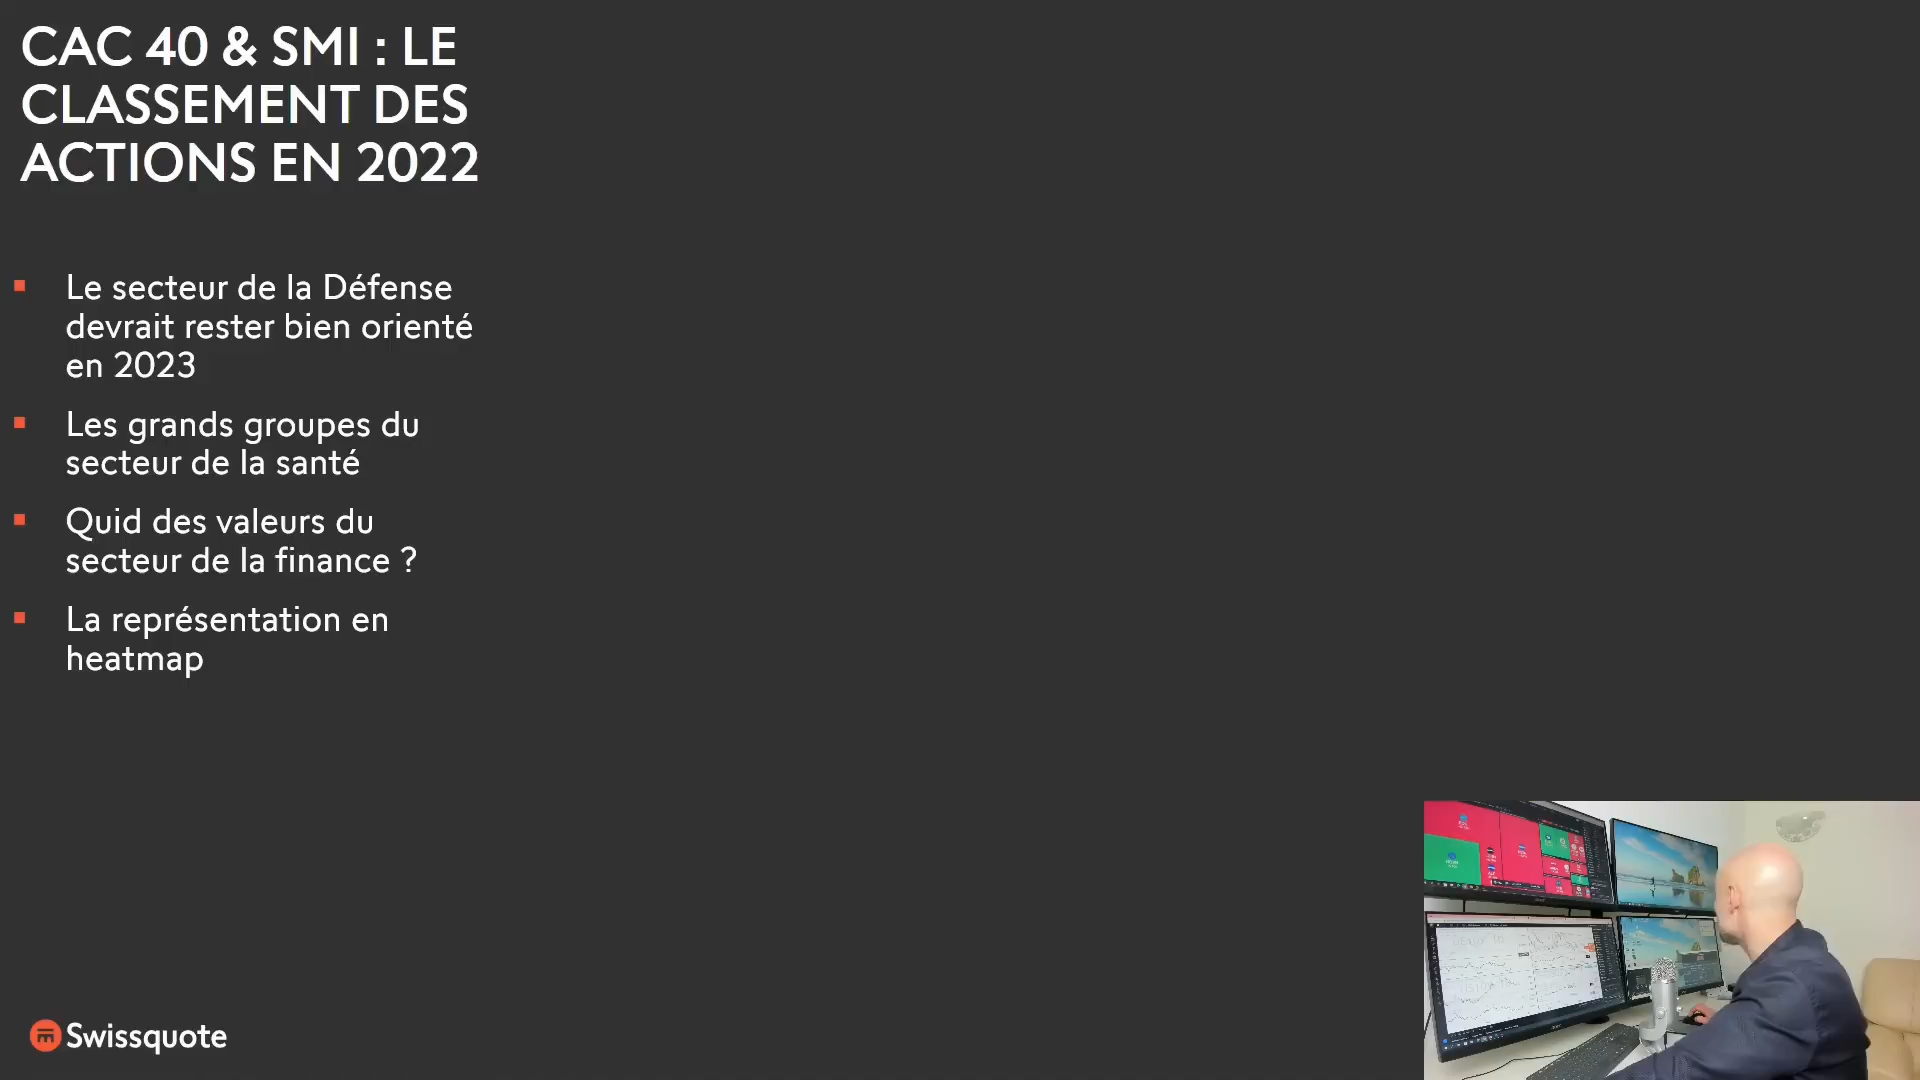 CAC 40 & SMI : LE
CLASSEMENT DES
ACTIONS EN 2022
Le secteur de la Défense
devrait rester bien orienté
en 2023
Les grands groupes du
secteur de la santé
Quid des valeurs du
secteur de la finance ?
La représentation en
heatmap
Swissquote